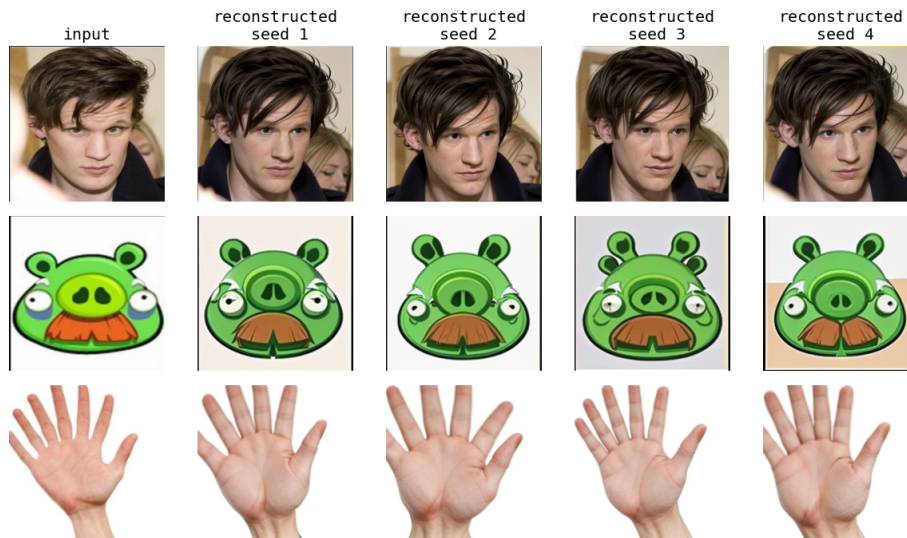 input
reconstructed
seed 1
reconstructed
seed 2
reconstructed
seed 3
reconstructed
seed 4